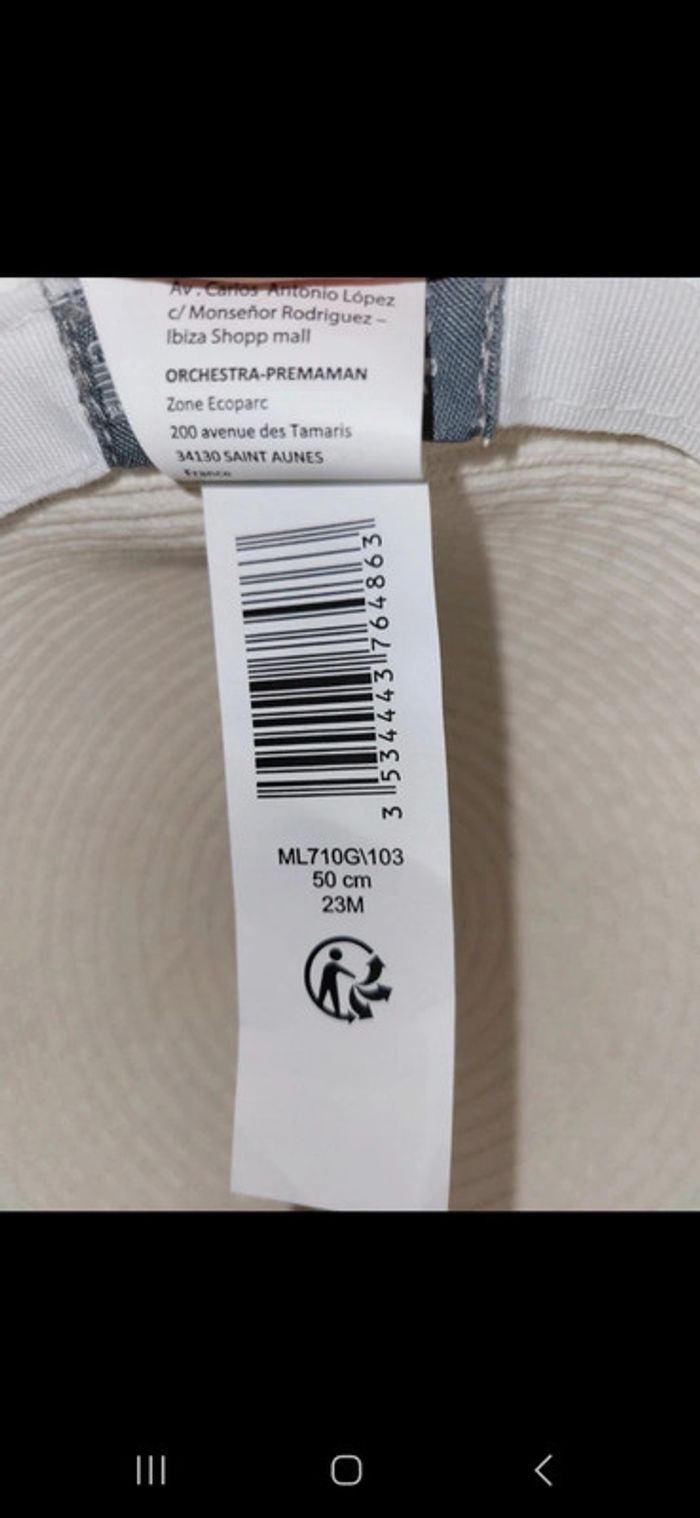 Av . Carlos Antonio López
c/ Monseñor Rodriguez –
Ibiza Shopp mall
ORCHESTRA-PREMAMAN
Zone Ecoparc
200 avenue des Tamaris
34130 SAINT AUNES
France
3 534443 764863
ML710G\103
50 cm
23M